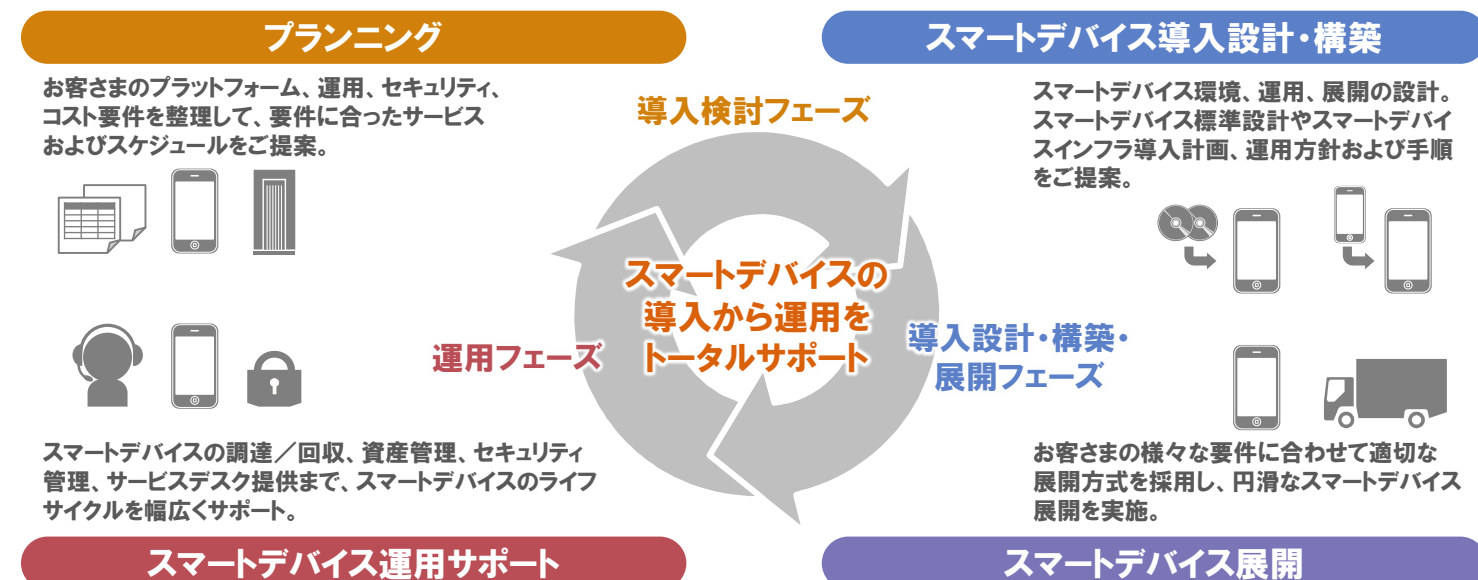 プランニング
お客さまのプラットフォーム、運用、セキュリティ、
コスト要件を整理して、要件に合ったサービス
およびスケジュールをご提案。
スマートデバイス導入設計・構築
スマートデバイス環境、運用、展開の設計。
スマートデバイス標準設計やスマートデバイ
スインフラ導入計画、運用方針および手順
をご提案。
導入検討フェーズ
スマートデバイスの
導入から運用を
トータルサポート
運用フェーズ
導入設計・構築・
展開フェーズ
スマートデバイスの調達／回収、資産管理、セキュリティ
管理、サービスデスク提供まで、スマートデバイスのライフ
サイクルを幅広くサポート。
スマートデバイス運用サポート
お客さまの様々な要件に合わせて適切な
展開方式を採用し、円滑なスマートデバイス
展開を実施。
スマートデバイス展開